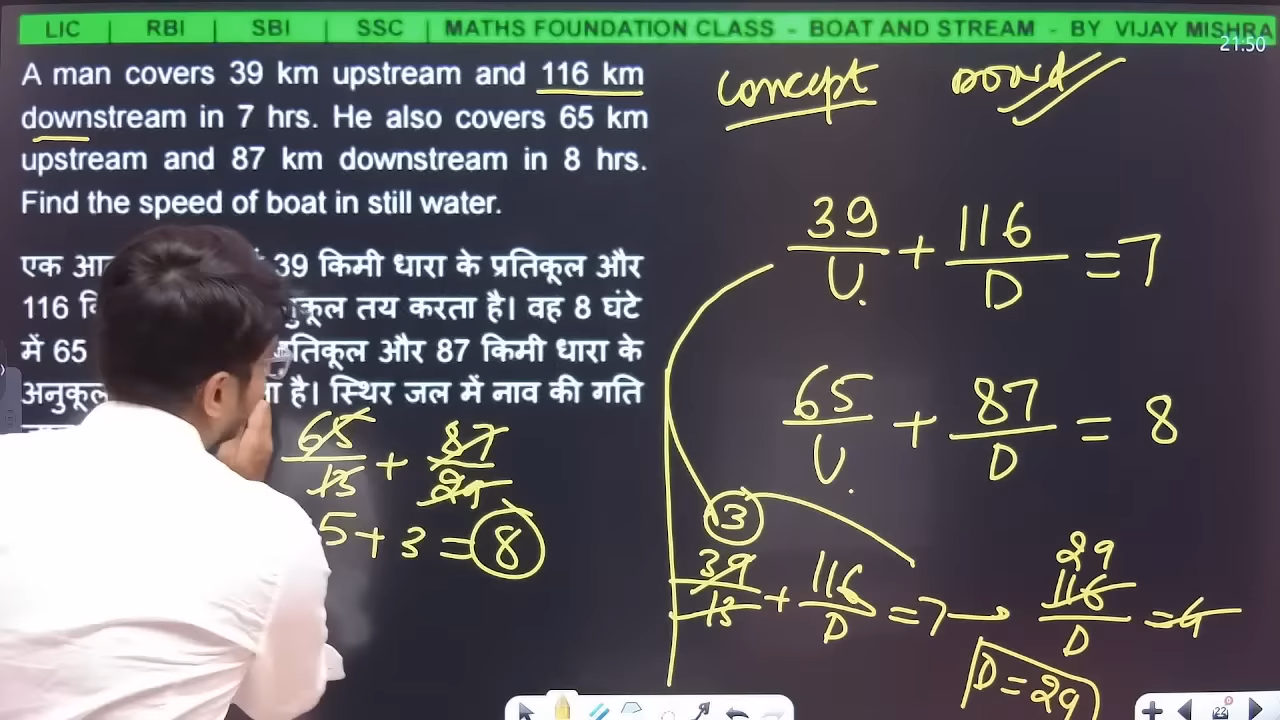 LIC | RBI | SBI | SSC | MATHS FOUNDATION CLASS - BOAT AND STREAM - BY VIJAY MISHRA
21:50
A man covers 39 km upstream and 116 km
downstream in 7 hrs. He also covers 65 km
upstream and 87 km downstream in 8 hrs.
Find the speed of boat in still water.
एक 39 किमी धारा के प्रतिकूल और
116 तय करता है। वह 8 घंटे
में 65 और 87 किमी धारा के
है। स्थिर जल में नाव की गति
65/13 + 87/29
5 + 3 = 8
concept
39/U + 116/D = 7
65/U + 87/D = 8
3
39/13 + 116/D = 7 → 116/D = 4
29
D = 29
22